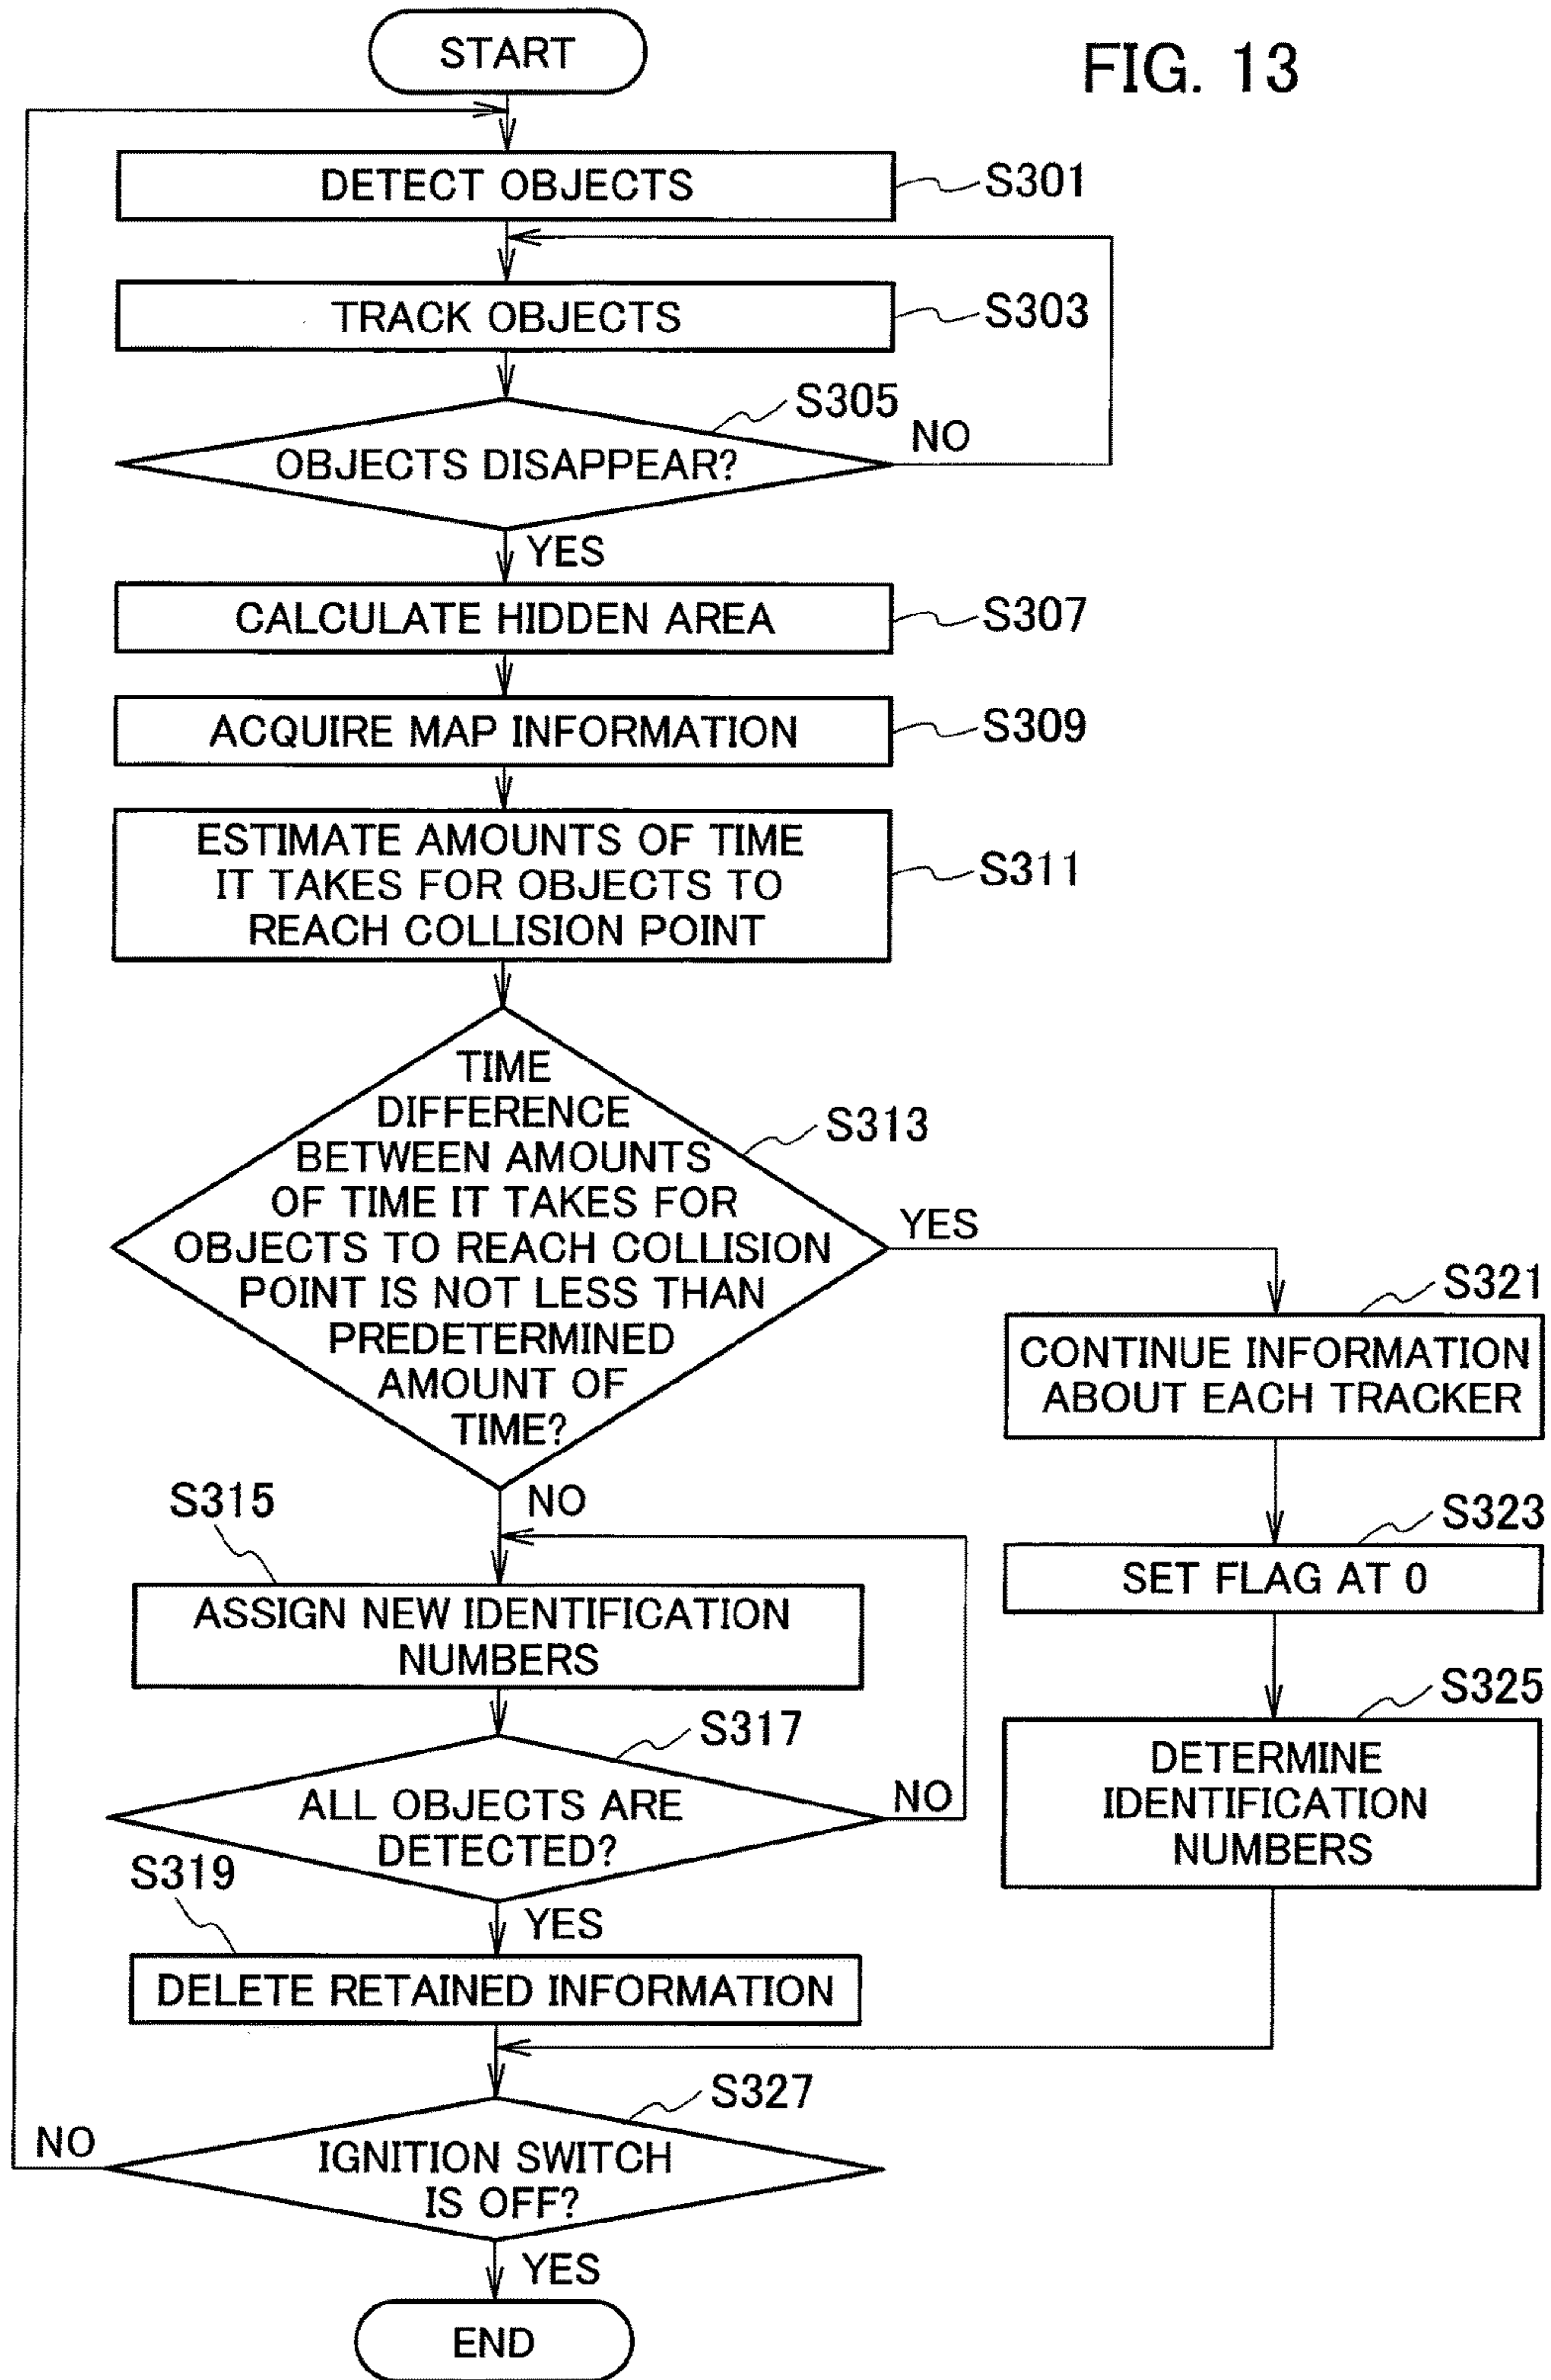 START
FIG. 13
DETECT OBJECTS
S301
TRACK OBJECTS
S303
S305
OBJECTS DISAPPEAR?
NO
YES
CALCULATE HIDDEN AREA
S307
ACQUIRE MAP INFORMATION
S309
ESTIMATE AMOUNTS OF TIME
IT TAKES FOR OBJECTS TO
REACH COLLISION POINT
S311
TIME
DIFFERENCE
BETWEEN AMOUNTS
OF TIME IT TAKES FOR
OBJECTS TO REACH COLLISION
POINT IS NOT LESS THAN
PREDETERMINED
AMOUNT OF
TIME?
S313
YES
S321
CONTINUE INFORMATION
ABOUT EACH TRACKER
NO
S315
ASSIGN NEW IDENTIFICATION
NUMBERS
S323
SET FLAG AT 0
S317
ALL OBJECTS ARE
DETECTED?
NO
S325
DETERMINE
IDENTIFICATION
NUMBERS
S319
YES
DELETE RETAINED INFORMATION
S327
NO
IGNITION SWITCH
IS OFF?
YES
END